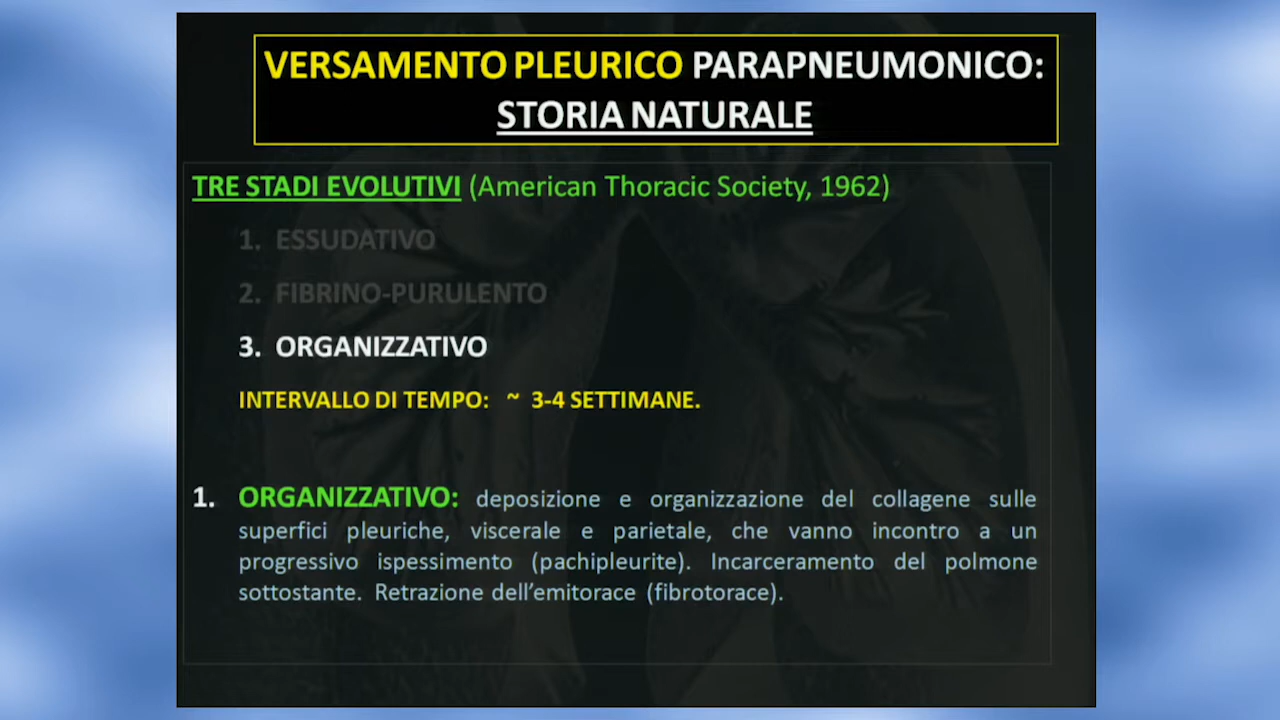 VERSAMENTO PLEURICO PARAPNEUMONICO:
STORIA NATURALE
TRE STADI EVOLUTIVI (American Thoracic Society, 1962)
1. ESSUDATIVO
2. FIBRINO-PURULENTO
3. ORGANIZZATIVO
INTERVALLO DI TEMPO: ~ 3-4 SETTIMANE.
1. ORGANIZZATIVO: deposizione e organizzazione del collagene sulle
superfici pleuriche, viscerale e parietale, che vanno incontro a un
progressivo ispessimento (pachipleurite). Incarceramento del polmone
sottostante. Retrazione dell’emitorace (fibrotorace).